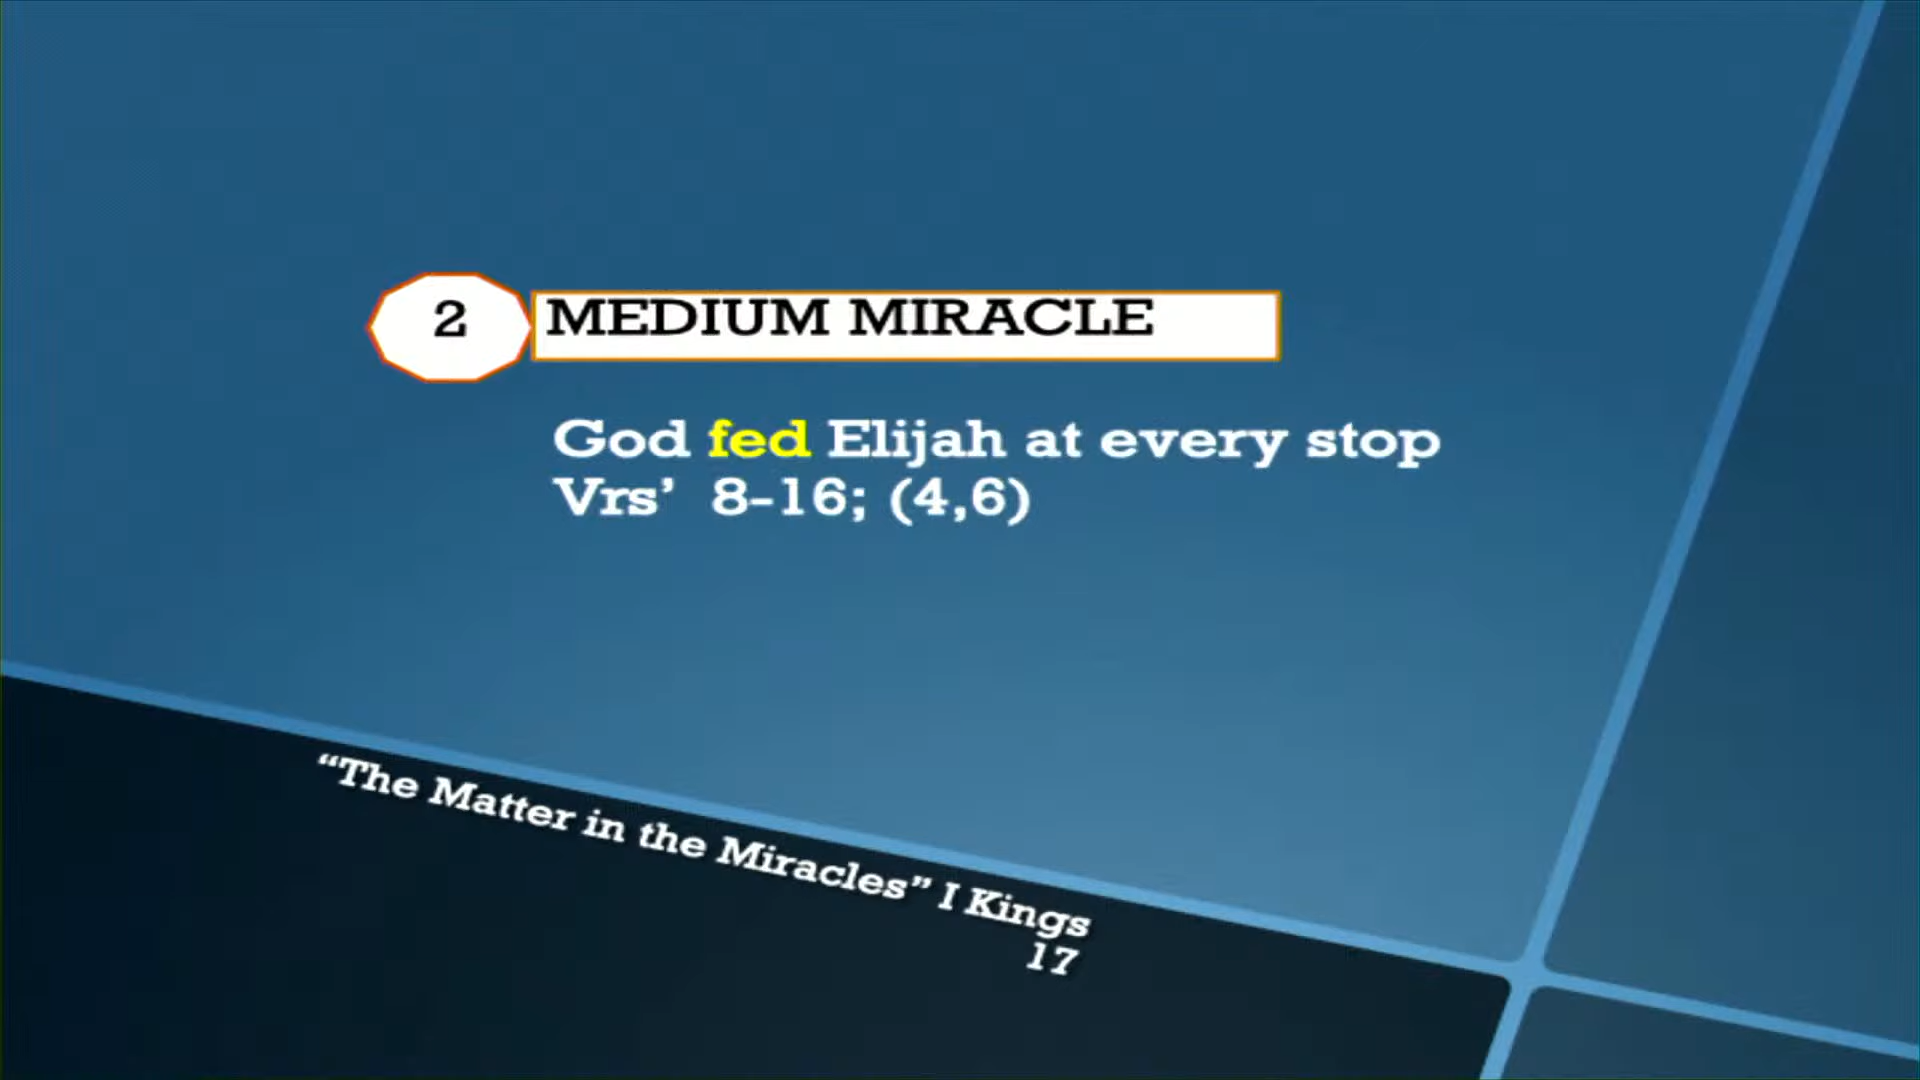 2
MEDIUM MIRACLE
God fed Elijah at every stop
Vrs’ 8-16; (4,6)
“The Matter in the Miracles” I Kings
17